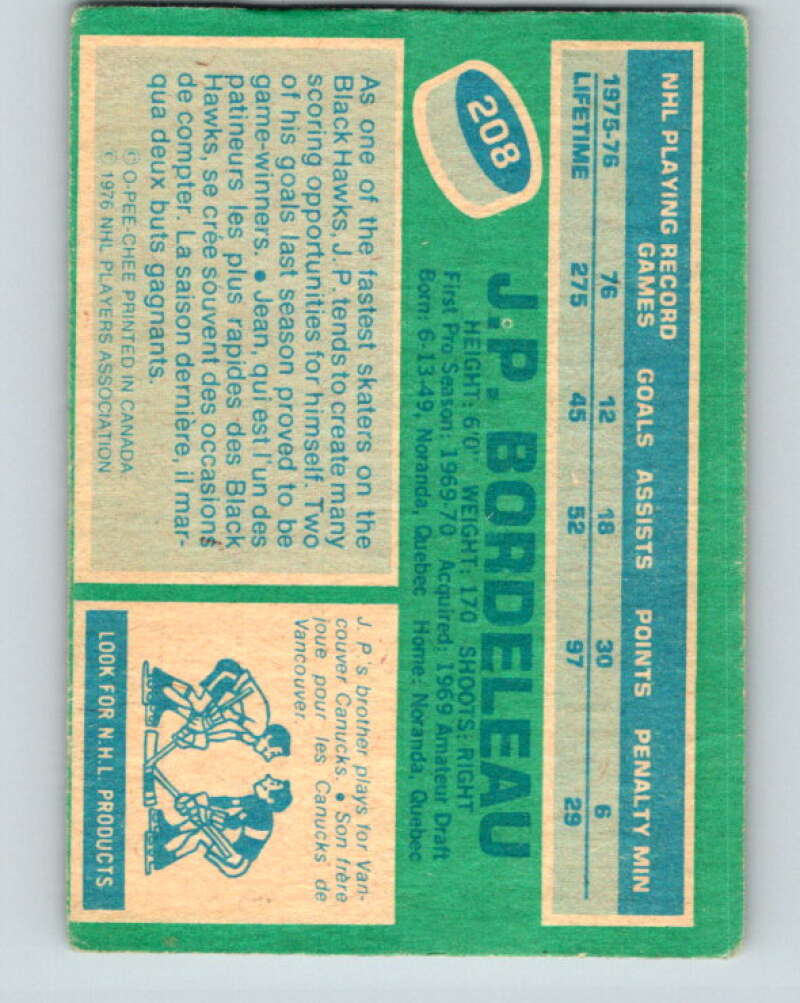 NHL PLAYING RECORD
GAMES GOALS ASSISTS POINTS PENALTY MIN
1975-76 76 12 18 30 6
LIFETIME 275 45 52 97 29
208
J.P. BORDELEAU
HEIGHT: 6'0" WEIGHT: 170 SHOOTS: RIGHT
First Pro Season: 1969-70 Acquired: 1969 Amateur Draft
Born: 6-13-49, Noranda, Quebec Home: Noranda, Quebec
As one of the fastest skaters on the
Black Hawks, J. P. tends to create many
scoring opportunities for himself. Two
of his goals last season proved to be
game-winners. • Jean, qui est l'un des
patineurs les plus rapides des Black
Hawks, se crée souvent des occasions
de compter. La saison dernière, il mar-
qua deux buts gagnants.
© O-PEE-CHEE PRINTED IN CANADA
© 1976 NHL PLAYERS ASSOCIATION
J. P.'s brother plays for Van-
couver Canucks. • Son frère
joue pour les Canucks de
Vancouver.
LOOK FOR N.H.L. PRODUCTS